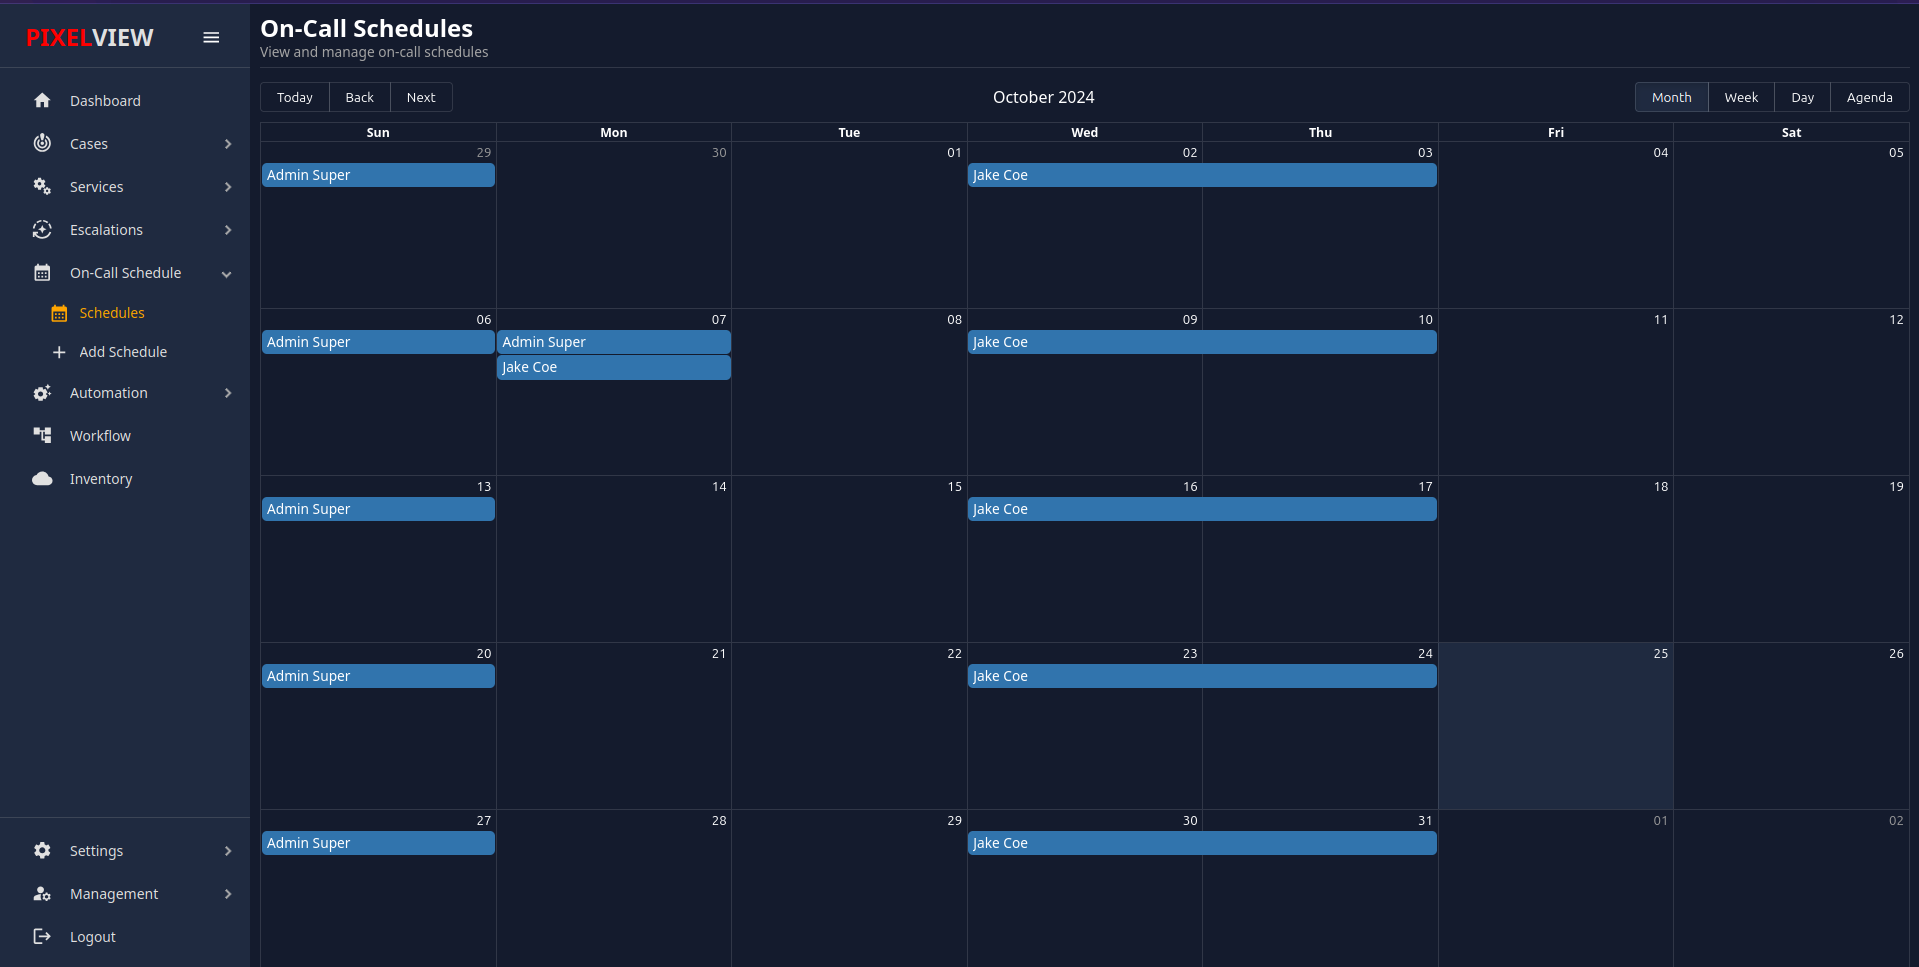 PIXELVIEW
Dashboard
Cases
Services
Escalations
On-Call Schedule
Schedules
Add Schedule
Automation
Workflow
Inventory
Settings
Management
Logout
On-Call Schedules
View and manage on-call schedules
Today Back Next
October 2024
Month Week Day Agenda
Sun Mon Tue Wed Thu Fri Sat
29 30 01 02 03 04 05
Admin Super Jake Coe
06 07 08 09 10 11 12
Admin Super Admin Super Jake Coe
Jake Coe
13 14 15 16 17 18 19
Admin Super Jake Coe
20 21 22 23 24 25 26
Admin Super Jake Coe
27 28 29 30 31 01 02
Admin Super Jake Coe